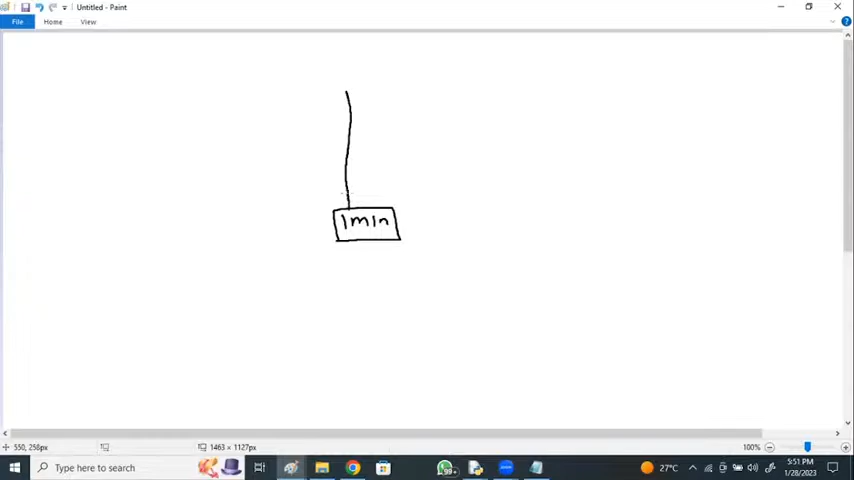 Untitled - Paint
File
Home
View
1min
550, 258px
1463 × 1127px
100%
Type here to search
99+
27°C
5:51 PM
1/28/2023